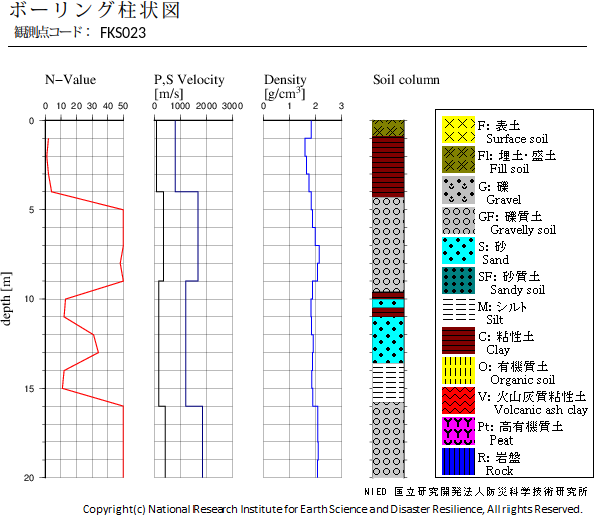 ボーリング柱状図
観測点コード： FKS023
N−Value P,S Velocity Density Soil column
[m/s] [g/cm³]
0 10 20 30 40 50 0 1000 2000 3000 0 1 2 3
0
5
10
15
20
depth [m]
F: 表土
Surface soil
Fl: 埋土・盛土
Fill soil
G: 礫
Gravel
GF: 礫質土
Gravelly soil
S: 砂
Sand
SF: 砂質土
Sandy soil
M: シルト
Silt
C: 粘性土
Clay
O: 有機質土
Organic soil
V: 火山灰質粘性土
Volcanic ash clay
Pt: 高有機質土
Peat
R: 岩盤
Rock
NIED 国立研究開発法人防災科学技術研究所
Copyright(c) National Research Institute for Earth Science and Disaster Resilience, All rights Reserved.